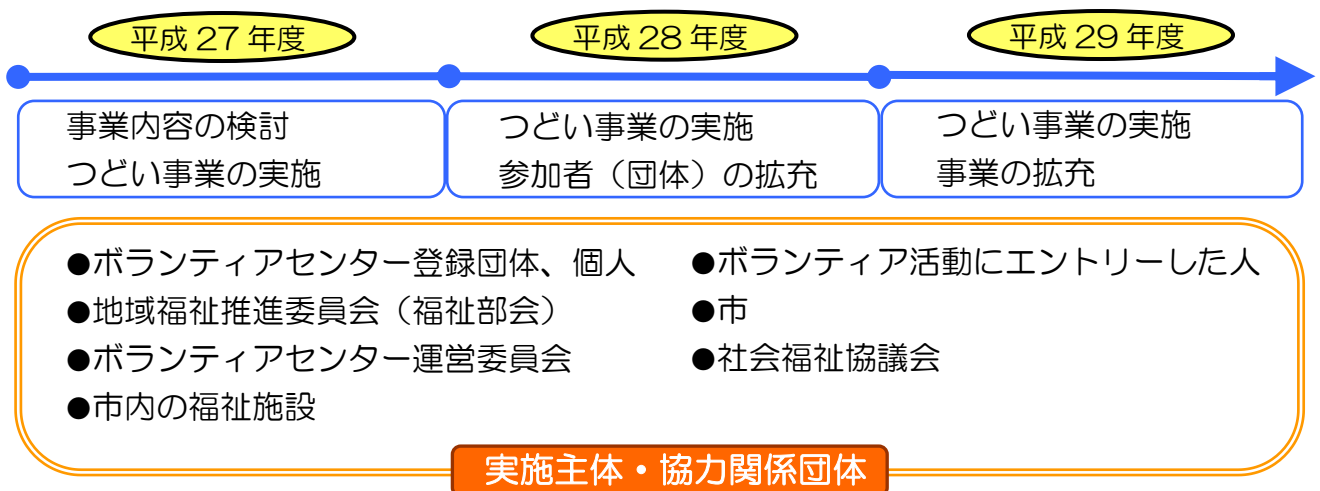 平成 27 年度
平成 28 年度
平成 29 年度
事業内容の検討
つどい事業の実施
つどい事業の実施
参加者（団体）の拡充
つどい事業の実施
事業の拡充
●ボランティアセンター登録団体、個人
●地域福祉推進委員会（福祉部会）
●ボランティアセンター運営委員会
●市内の福祉施設
●ボランティア活動にエントリーした人
●市
●社会福祉協議会
実施主体・協力関係団体